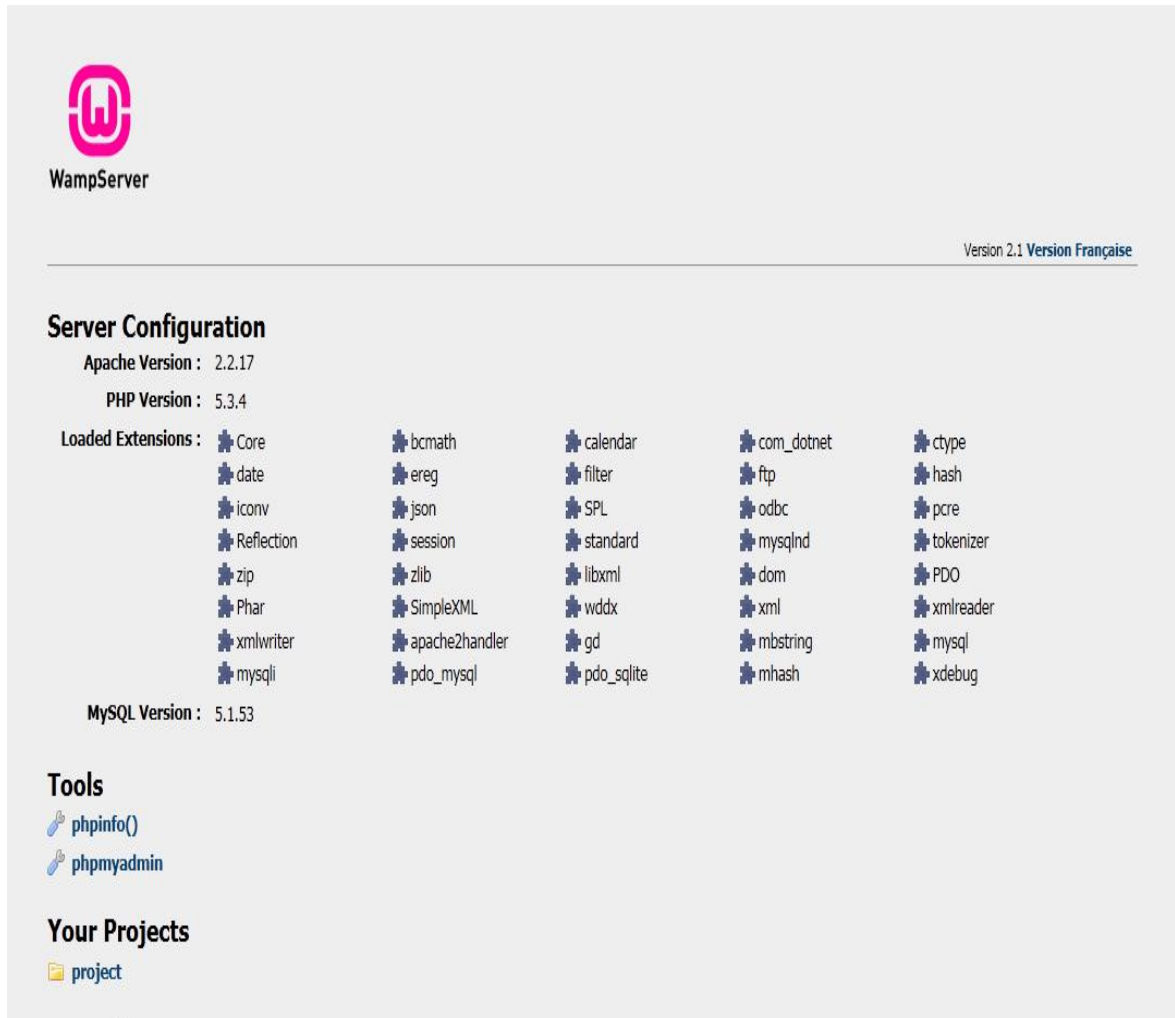 W
WampServer
Version 2.1 Version Française
Server Configuration
Apache Version : 2.2.17
PHP Version : 5.3.4
Loaded Extensions : Core bcmath calendar com_dotnet ctype
date ereg filter ftp hash
iconv json SPL odbc pcre
Reflection session standard mysqlnd tokenizer
zip zlib libxml dom PDO
Phar SimpleXML wddx xml xmlreader
xmlwriter apache2handler gd mbstring mysql
mysqli pdo_mysql pdo_sqlite mhash xdebug
MySQL Version : 5.1.53
Tools
phpinfo()
phpmyadmin
Your Projects
project